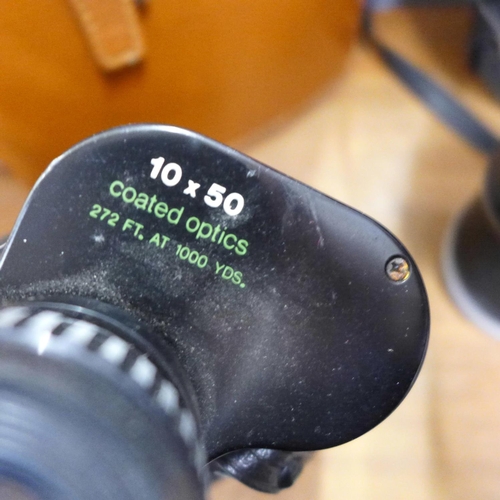 10 x 50
coated optics
272 FT. AT 1000 YDS.